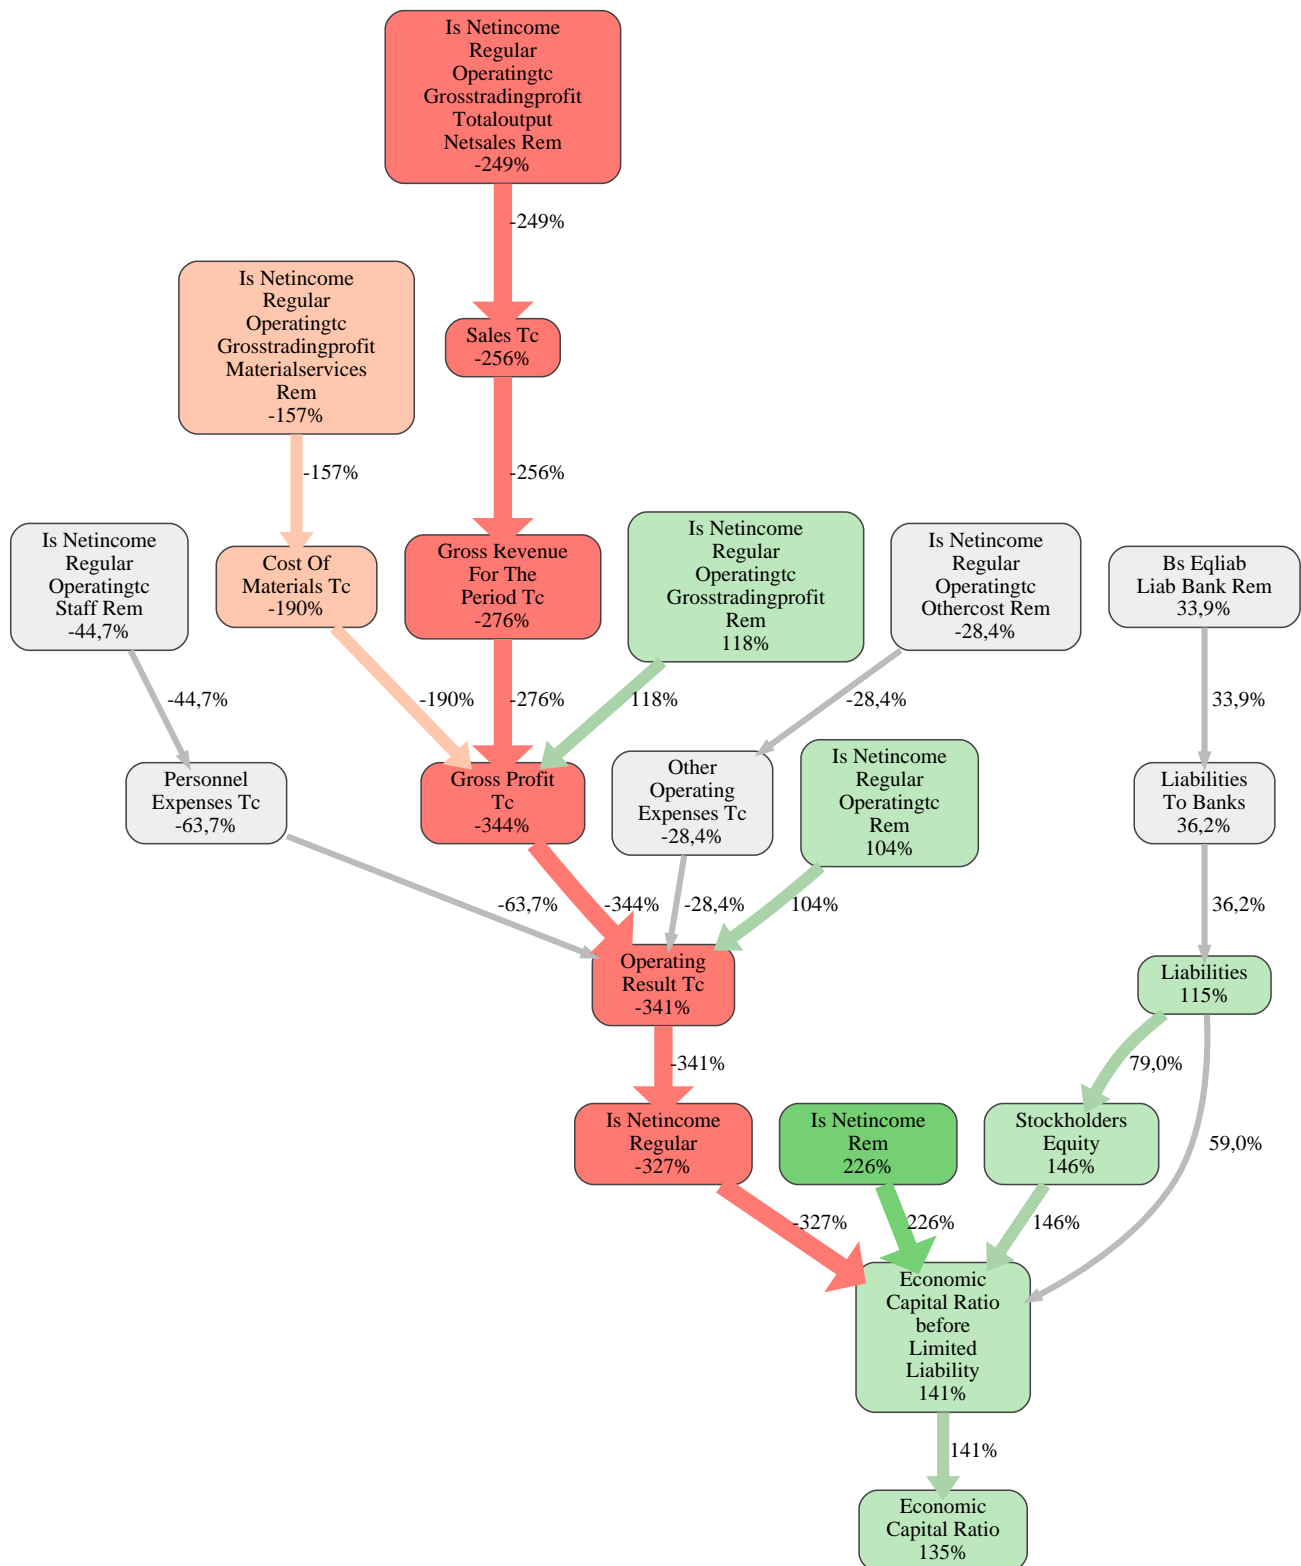 Is Netincome
Regular
Operatingtc
Grosstradingprofit
Totaloutput
Netsales Rem
-249%
-249%
Is Netincome
Regular
Operatingtc
Grosstradingprofit
Materialservices
Rem
-157%
Sales Tc
-256%
-157%
-256%
Is Netincome
Regular
Operatingtc
Staff Rem
-44,7%
Cost Of
Materials Tc
-190%
Gross Revenue
For The
Period Tc
-276%
Is Netincome
Regular
Operatingtc
Grosstradingprofit
Rem
118%
Is Netincome
Regular
Operatingtc
Othercost Rem
-28,4%
Bs Eqliab
Liab Bank Rem
33,9%
-44,7%
-190%
-276%
118%
-28,4%
33,9%
Personnel
Expenses Tc
-63,7%
Gross Profit
Tc
-344%
Other
Operating
Expenses Tc
-28,4%
Is Netincome
Regular
Operatingtc
Rem
104%
Liabilities
To Banks
36,2%
-63,7%
-344%
-28,4%
104%
36,2%
Operating
Result Tc
-341%
Liabilities
115%
-341%
79,0%
59,0%
Is Netincome
Regular
-327%
Is Netincome
Rem
226%
Stockholders
Equity
146%
-327%
226%
146%
Economic
Capital Ratio
before
Limited
Liability
141%
141%
Economic
Capital Ratio
135%